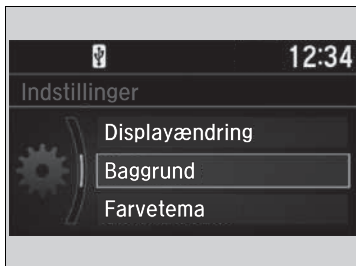 12:34
Indstillinger
Displayændring
Baggrund
Farvetema